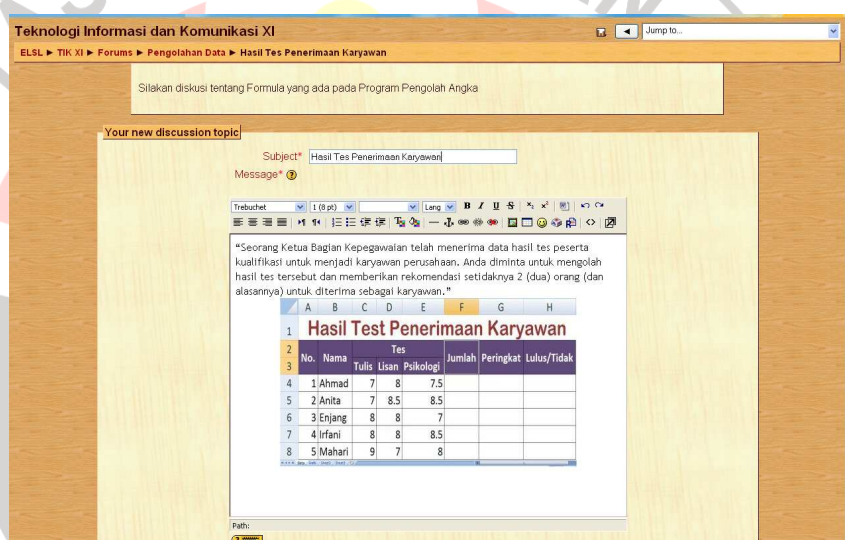 Teknologi Informasi dan Komunikasi XI
Jump to...
ELSL ► TIK XI ► Forums ► Pengolahan Data ► Hasil Tes Penerimaan Karyawan
Silakan diskusi tentang Formula yang ada pada Program Pengolah Angka
Your new discussion topic
Subject* Hasil Tes Penerimaan Karyawan
Message*
Trebuchet 1 (8 pt) Lang B I U S
"Seorang Ketua Bagian Kepegawaian telah menerima data hasil tes peserta
kualifikasi untuk menjadi karyawan perusahaan. Anda diminta untuk mengolah
hasil tes tersebut dan memberikan rekomendasi setidaknya 2 (dua) orang (dan
alasannya) untuk diterima sebagai karyawan."
A B C D E F G H
1 Hasil Test Penerimaan Karyawan
2 No. Nama Tes Jumlah Peringkat Lulus/Tidak
3 Tulis Lisan Psikologi
4 1 Ahmad 7 8 7.5
5 2 Anita 7 8.5 8.5
6 3 Enjang 8 8 7
7 4 Irfani 8 8 8.5
8 5 Mahari 9 7 8
Path: